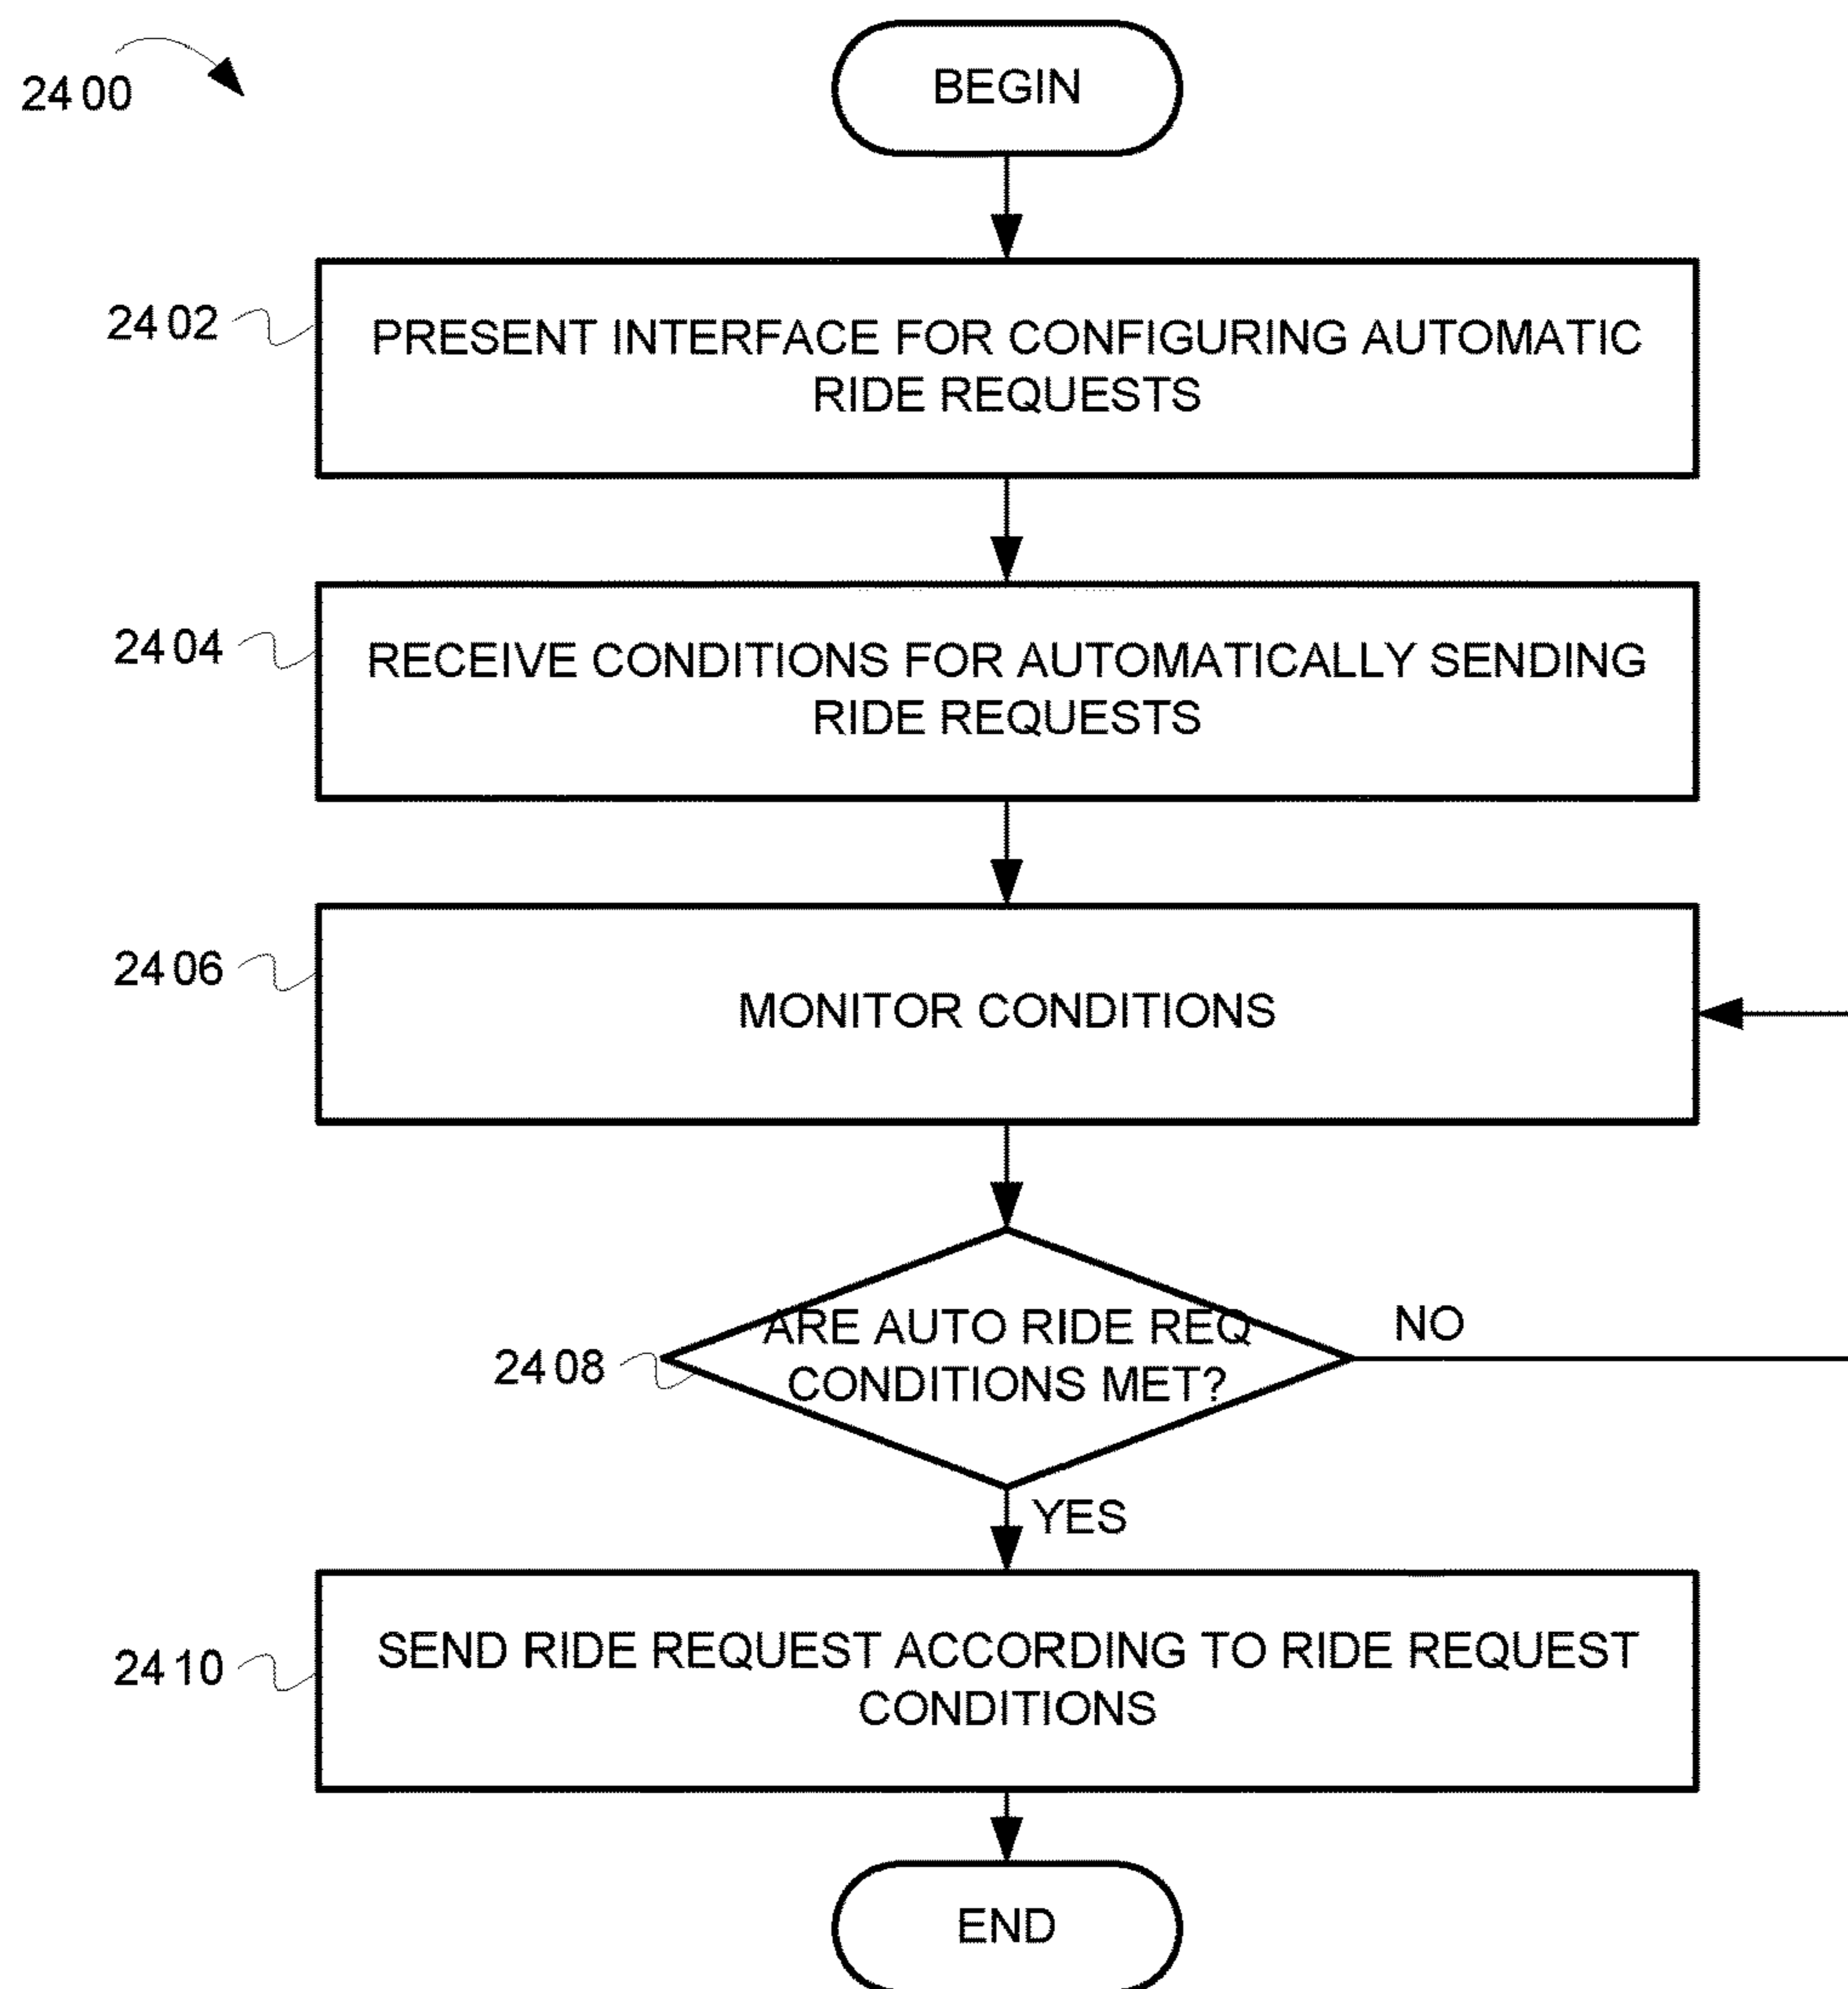 2400
BEGIN
2402
PRESENT INTERFACE FOR CONFIGURING AUTOMATIC
RIDE REQUESTS
2404
RECEIVE CONDITIONS FOR AUTOMATICALLY SENDING
RIDE REQUESTS
2406
MONITOR CONDITIONS
ARE AUTO RIDE REQ
CONDITIONS MET?
2408
NO
YES
2410
SEND RIDE REQUEST ACCORDING TO RIDE REQUEST
CONDITIONS
END